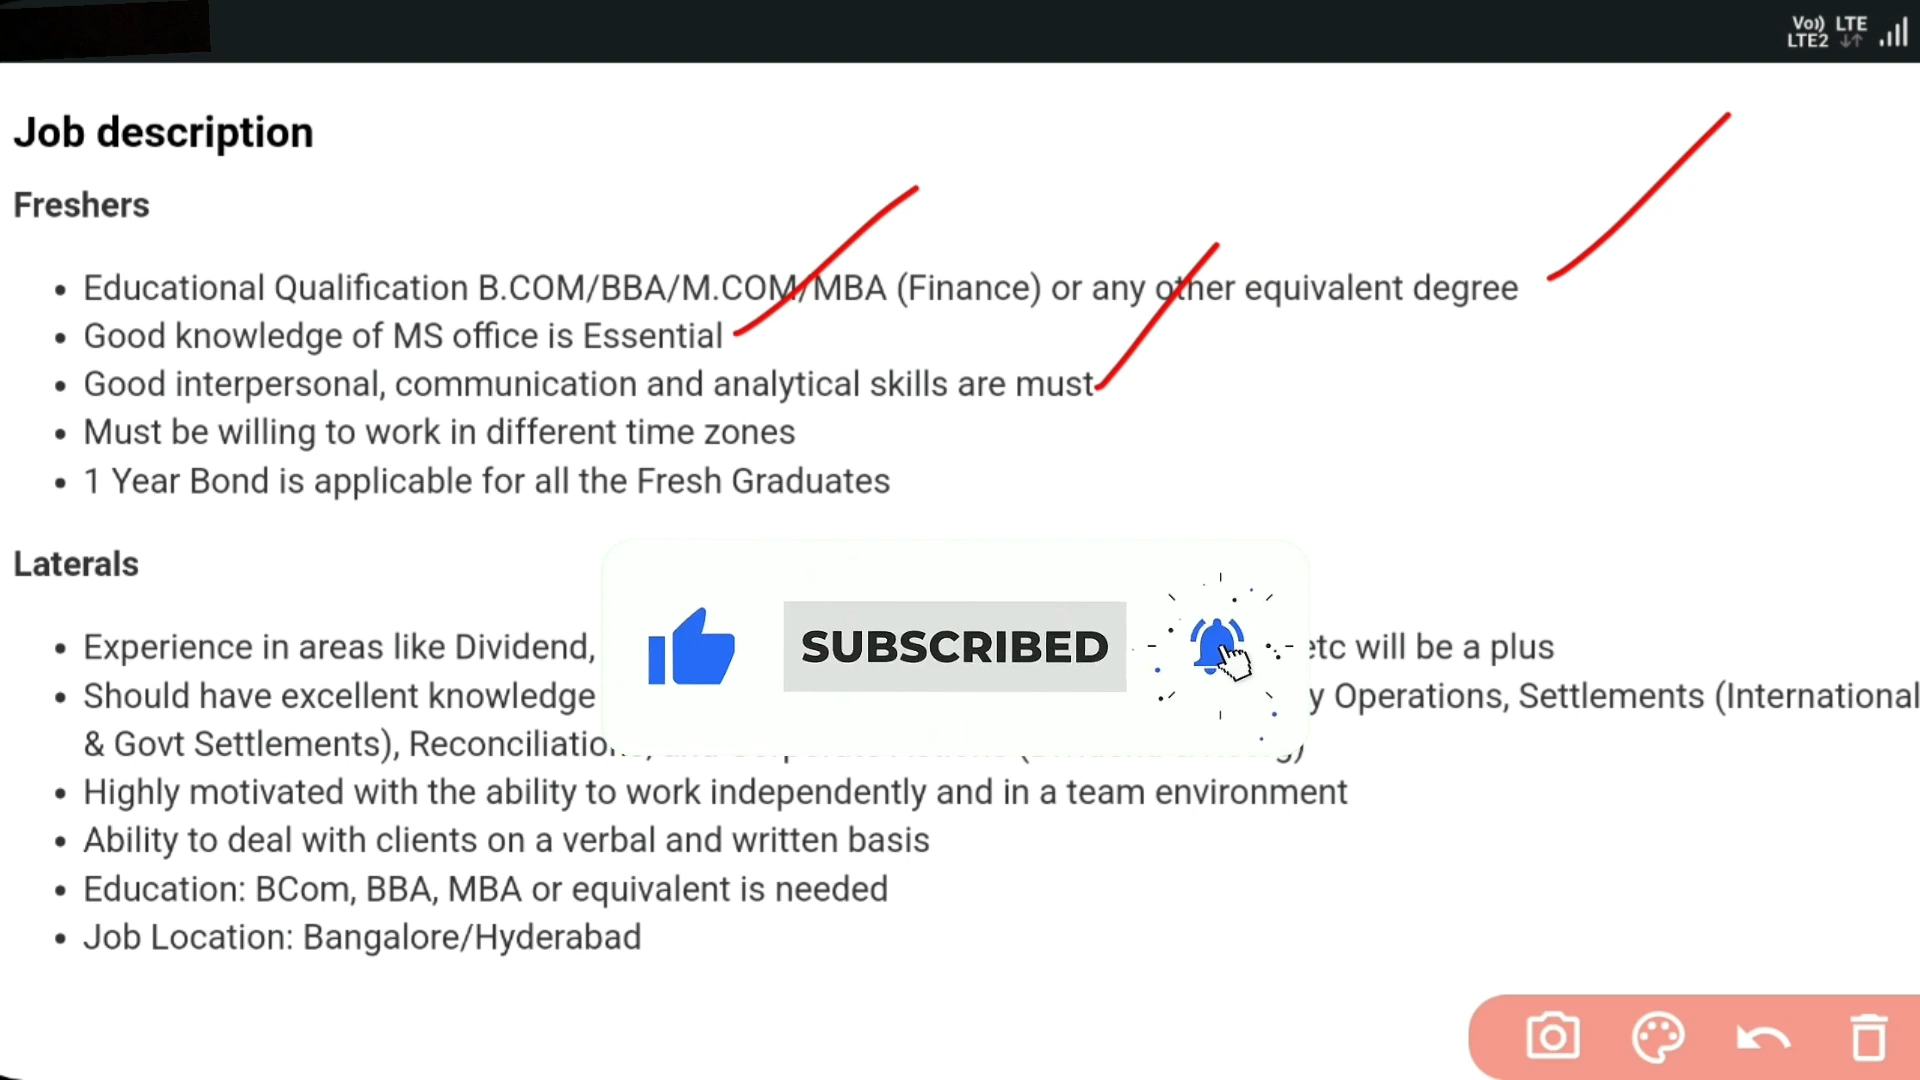 Vo)) LTE
LTE2
Job description
Freshers
• Educational Qualification B.COM/BBA/M.COM/MBA (Finance) or any other equivalent degree
• Good knowledge of MS office is Essential
• Good interpersonal, communication and analytical skills are must
• Must be willing to work in different time zones
• 1 Year Bond is applicable for all the Fresh Graduates
Laterals
• Experience in areas like Dividend, etc will be a plus
• Should have excellent knowledge Operations, Settlements (International
& Govt Settlements),
SUBSCRIBED
• Highly motivated with the ability to work independently and in a team environment
• Ability to deal with clients on a verbal and written basis
• Education: BCom, BBA, MBA or equivalent is needed
• Job Location: Bangalore/Hyderabad